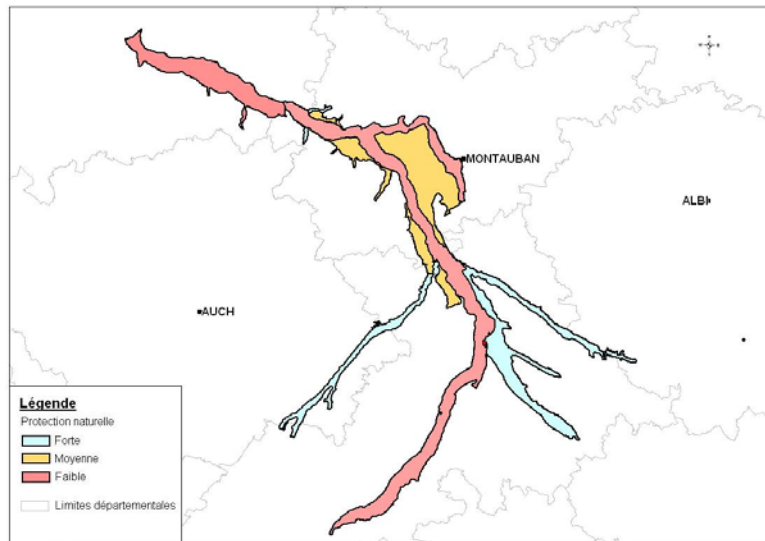 MONTAUBAN
ALBI
AUCH
Légende
Protection naturelle
Forte
Moyenne
Faible
Limites départementales